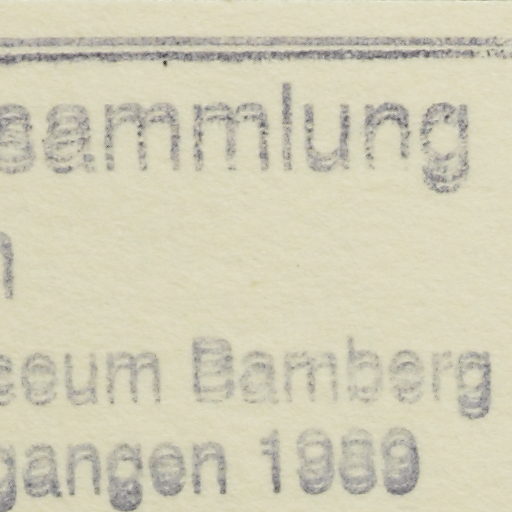 sammlung
n
seum Bamberg
gangen 1989